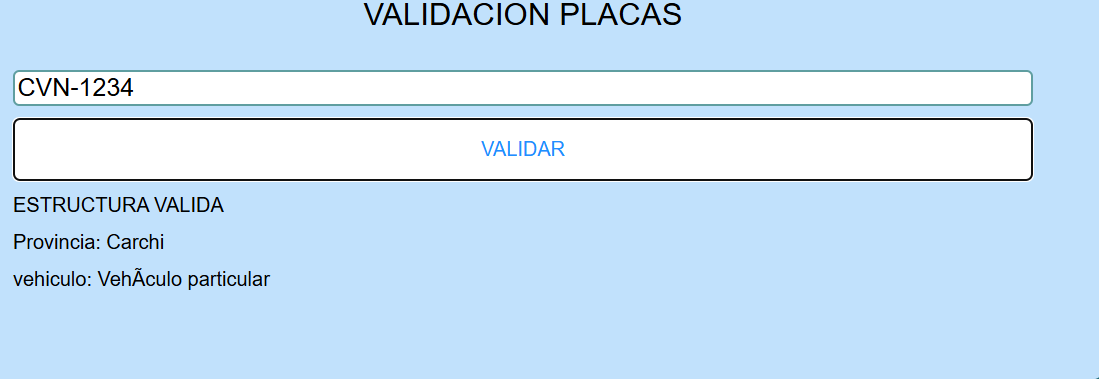 VALIDACION PLACAS
CVN-1234
VALIDAR
ESTRUCTURA VALIDA
Provincia: Carchi
vehiculo: VehÃculo particular